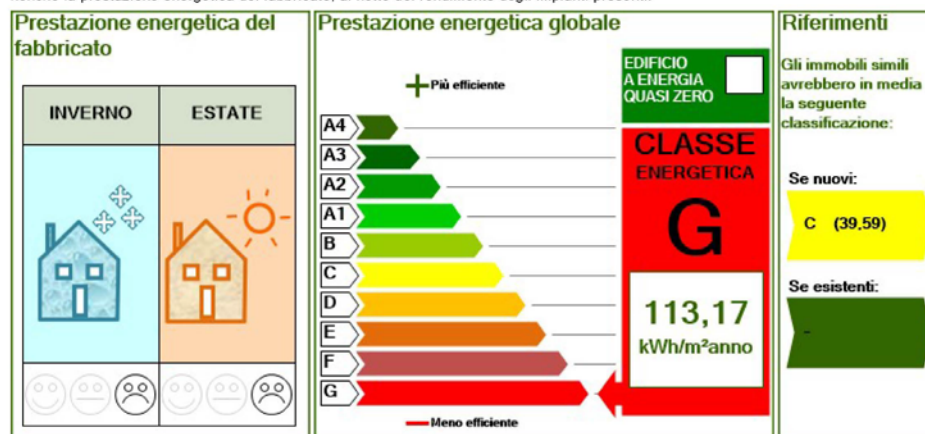 Prestazione energetica del
fabbricato
INVERNO
ESTATE
Prestazione energetica globale
Più efficiente
A4
A3
A2
A1
B
C
D
E
F
G
Meno efficiente
EDIFICIO
A ENERGIA
QUASI ZERO
CLASSE
ENERGETICA
G
113,17
kWh/m²anno
Riferimenti
Gli immobili simili
avrebbero in media
la seguente
classificazione:
Se nuovi:
C (39,59)
Se esistenti:
-